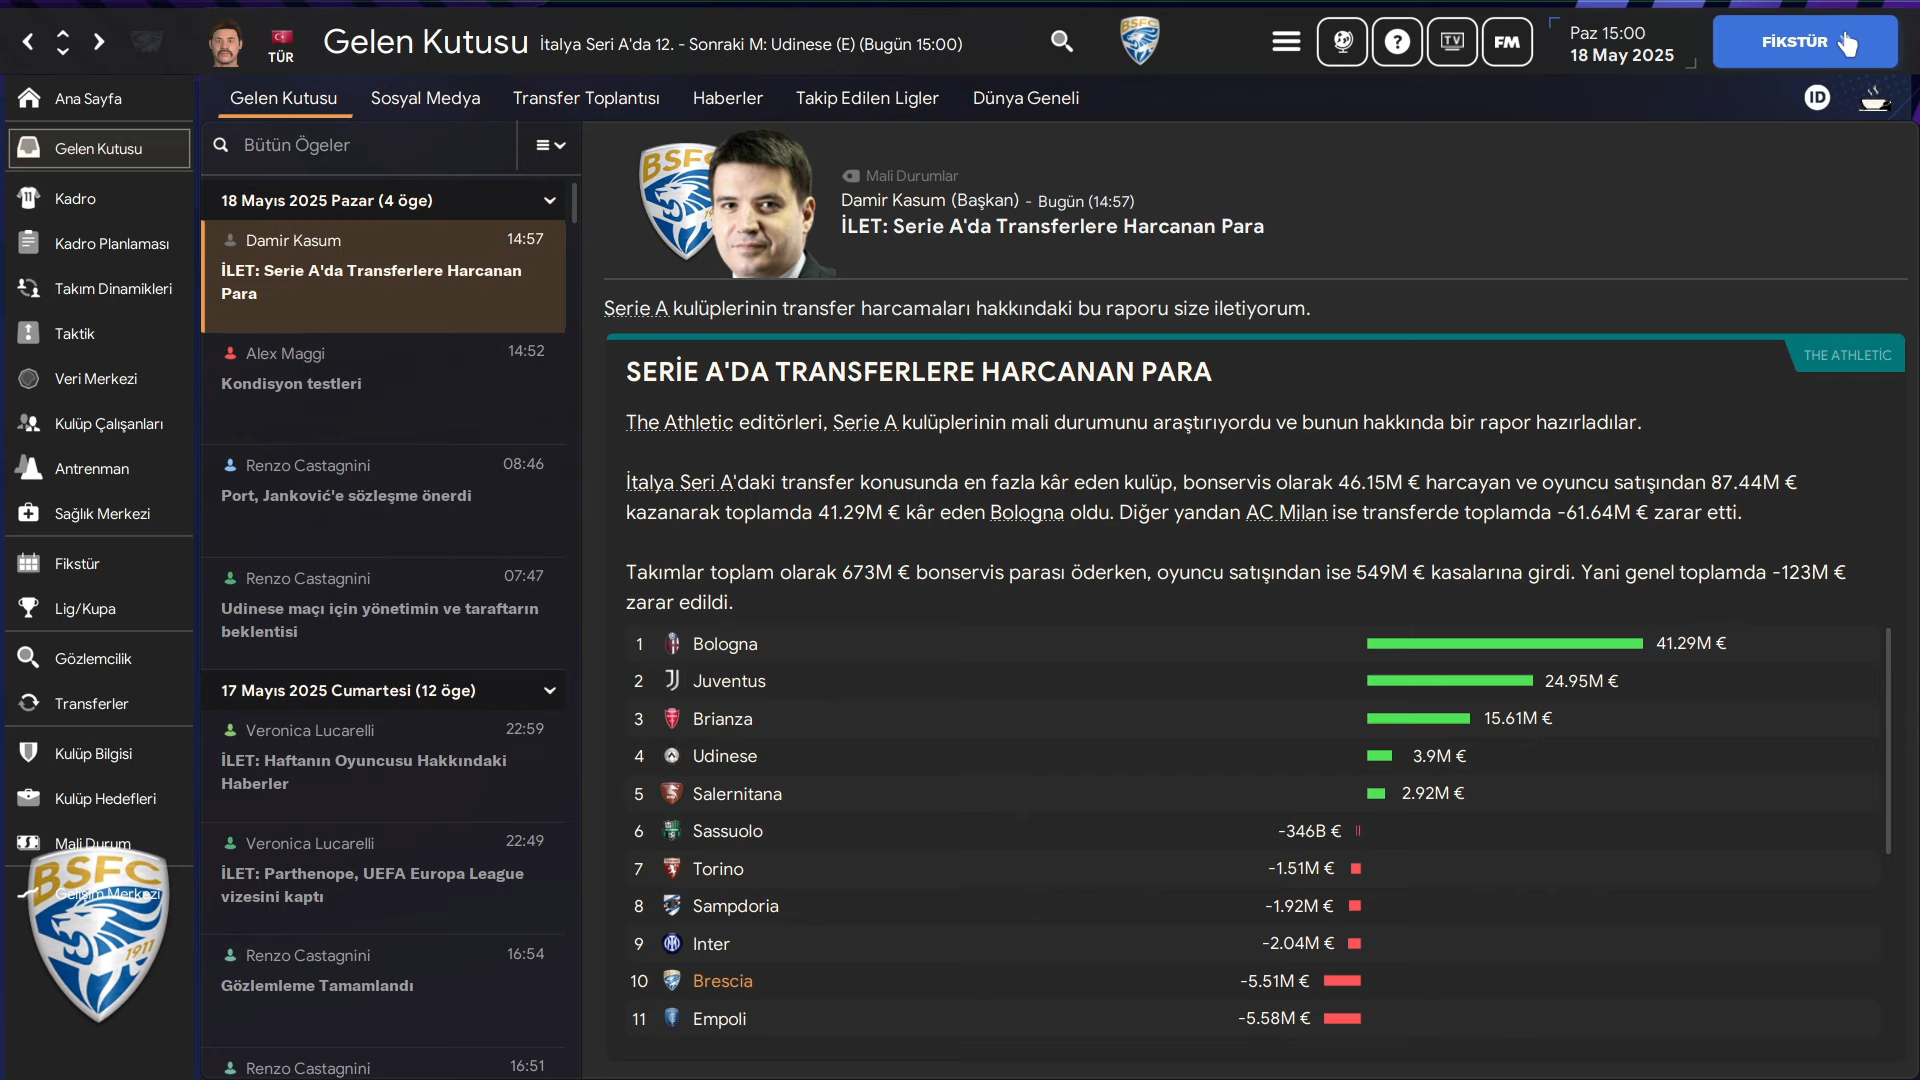 TÜR
Gelen Kutusu
İtalya Seri A'da 12. - Sonraki M: Udinese (E) (Bugün 15:00)
BSFC
?
TV
FM
Paz 15:00
18 May 2025
FİKSTÜR
Ana Sayfa
Gelen Kutusu
Kadro
Kadro Planlaması
Takım Dinamikleri
Taktik
Veri Merkezi
Kulüp Çalışanları
Antrenman
Sağlık Merkezi
Fikstür
Lig/Kupa
Gözlemcilik
Transferler
Kulüp Bilgisi
Kulüp Hedefleri
Mali Durum
Gelişim Merkezi
BSFC
1911
Gelen Kutusu
Sosyal Medya
Transfer Toplantısı
Haberler
Takip Edilen Ligler
Dünya Geneli
ID
Bütün Ögeler
18 Mayıs 2025 Pazar (4 öge)
Damir Kasum 14:57
İLET: Serie A'da Transferlere Harcanan
Para
Alex Maggi 14:52
Kondisyon testleri
Renzo Castagnini 08:46
Port, Janković'e sözleşme önerdi
Renzo Castagnini 07:47
Udinese maçı için yönetimin ve taraftarın
beklentisi
17 Mayıs 2025 Cumartesi (12 öge)
Veronica Lucarelli 22:59
İLET: Haftanın Oyuncusu Hakkındaki
Haberler
Veronica Lucarelli 22:49
İLET: Parthenope, UEFA Europa League
vizesini kaptı
Renzo Castagnini 16:54
Gözlemleme Tamamlandı
Renzo Castagnini 16:51
BSFC
Mali Durumlar
Damir Kasum (Başkan) - Bugün (14:57)
İLET: Serie A'da Transferlere Harcanan Para
Serie A kulüplerinin transfer harcamaları hakkındaki bu raporu size iletiyorum.
THE ATHLETIC
SERİE A'DA TRANSFERLERE HARCANAN PARA
The Athletic editörleri, Serie A kulüplerinin mali durumunu araştırıyordu ve bunun hakkında bir rapor hazırladılar.
İtalya Seri A'daki transfer konusunda en fazla kâr eden kulüp, bonservis olarak 46.15M € harcayan ve oyuncu satışından 87.44M €
kazanarak toplamda 41.29M € kâr eden Bologna oldu. Diğer yandan AC Milan ise transferde toplamda -61.64M € zarar etti.
Takımlar toplam olarak 673M € bonservis parası öderken, oyuncu satışından ise 549M € kasalarına girdi. Yani genel toplamda -123M €
zarar edildi.
1 Bologna 41.29M €
2 Juventus 24.95M €
3 Brianza 15.61M €
4 Udinese 3.9M €
5 Salernitana 2.92M €
6 Sassuolo -346B €
7 Torino -1.51M €
8 Sampdoria -1.92M €
9 Inter -2.04M €
10 Brescia -5.51M €
11 Empoli -5.58M €